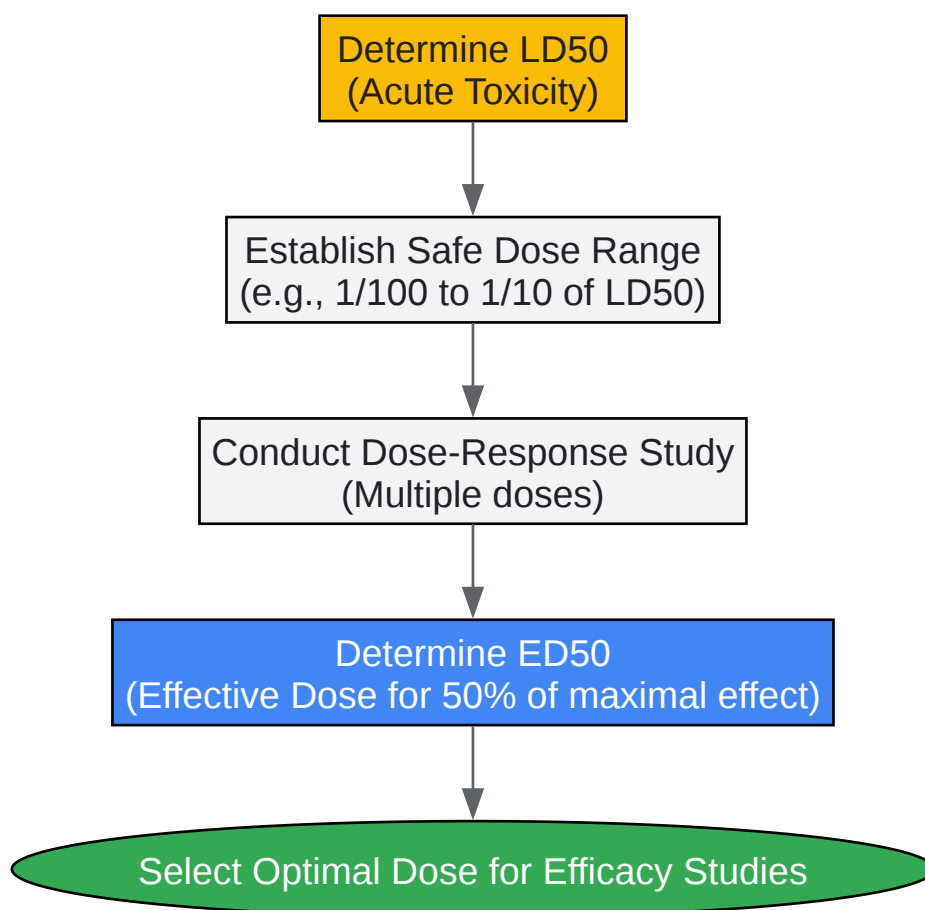 Determine LD50
(Acute Toxicity)
Establish Safe Dose Range
(e.g., 1/100 to 1/10 of LD50)
Conduct Dose-Response Study
(Multiple doses)
Determine ED50
(Effective Dose for 50% of maximal effect)
Select Optimal Dose for Efficacy Studies